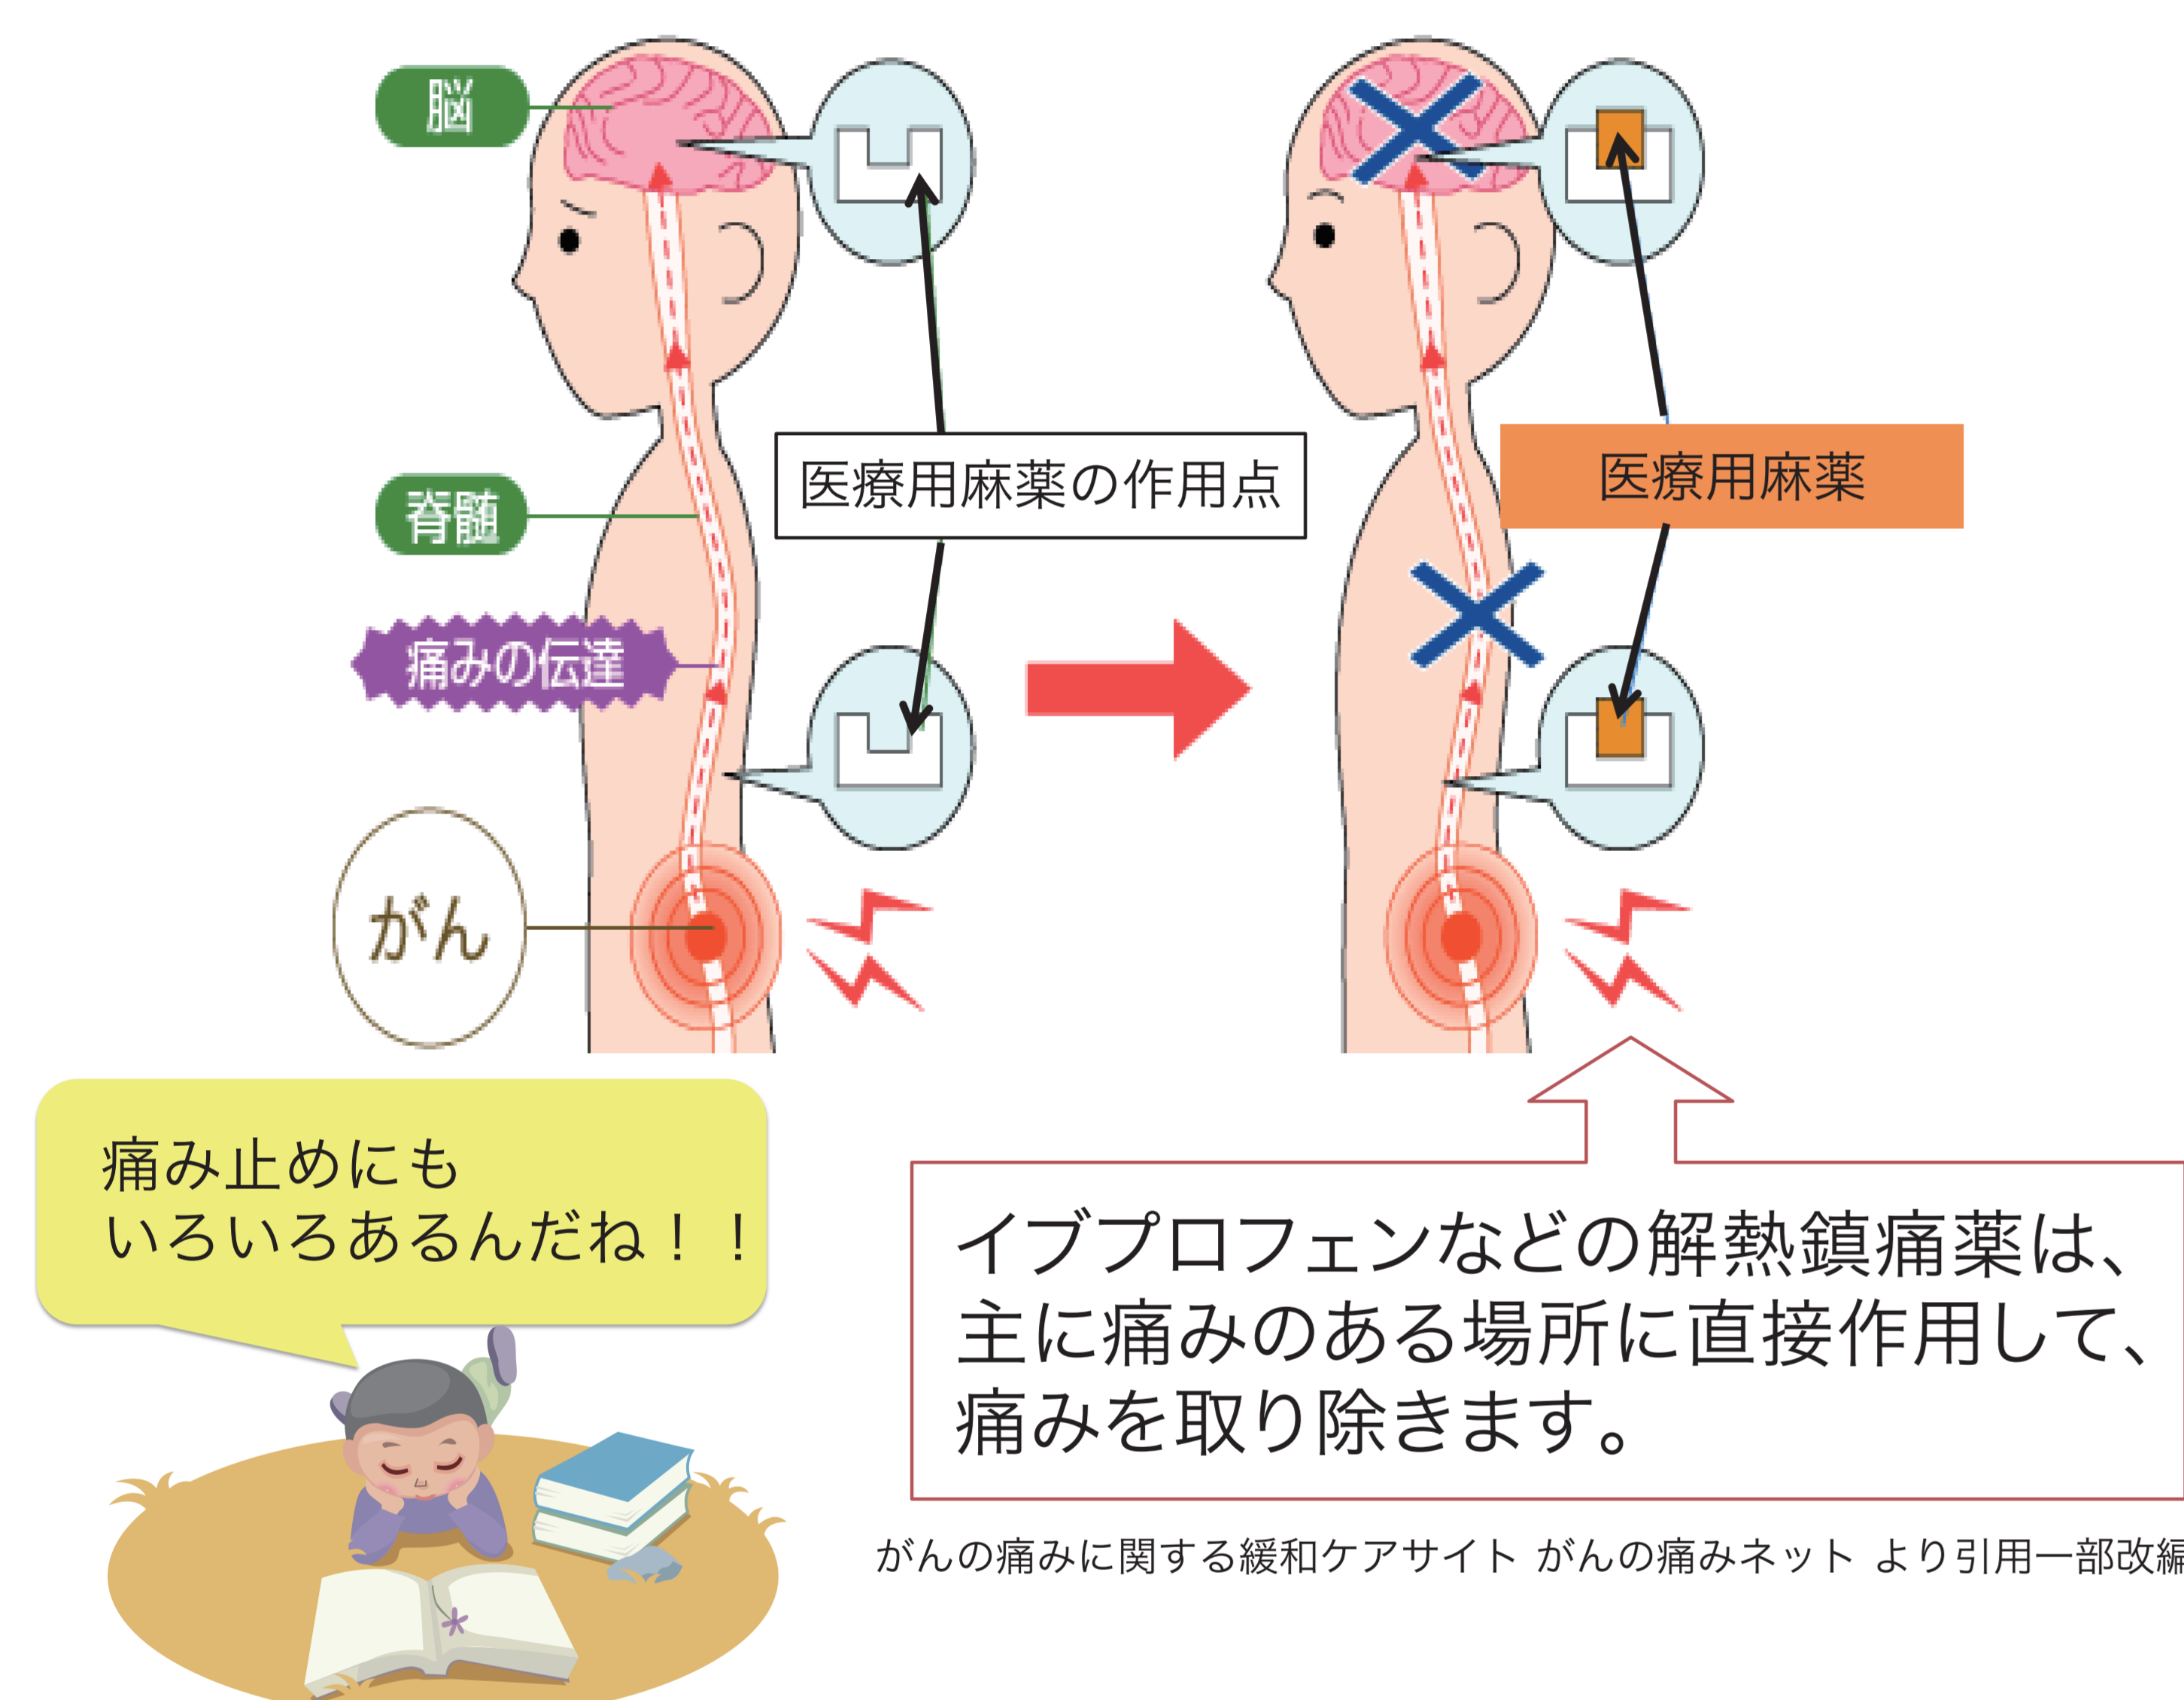 脳
脊髄
痛みの伝達
がん
医療用麻薬の作用点
医療用麻薬
痛み止めにも
いろいろあるんだね！！
イブプロフェンなどの解熱鎮痛薬は、
主に痛みのある場所に直接作用して、
痛みを取り除きます。
がんの痛みに関する緩和ケアサイト がんの痛みネット より引用一部改編